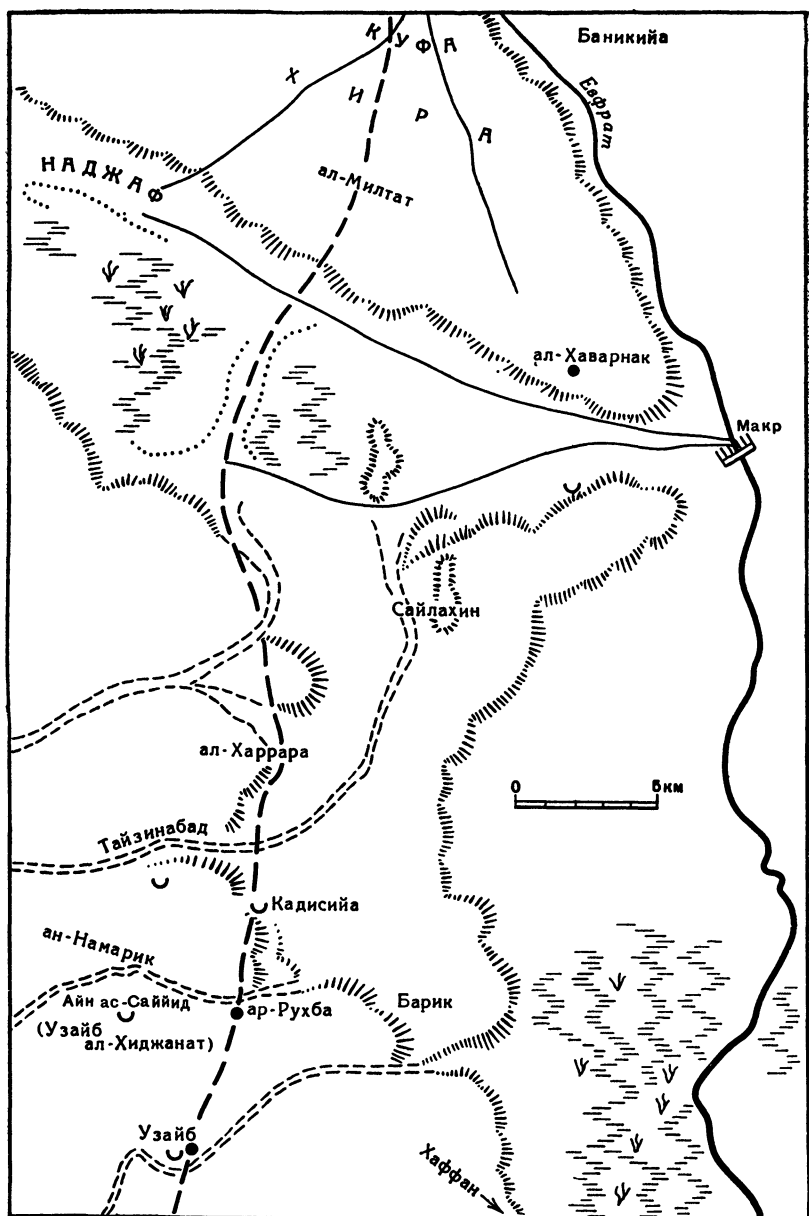 КУФА
Баникийа
Евфрат
ХИРА
НАДЖАФ
ал-Милтат
ал-Хаварнак
Макр
Сайлахин
ал-Харрара
0 5км
Тайзинабад
Кадисийа
ан-Намарик
Айн ас-Саййид
(Узайб
ал-Хиджанат)
ар-Рухба
Барик
Узайб
Хаффан